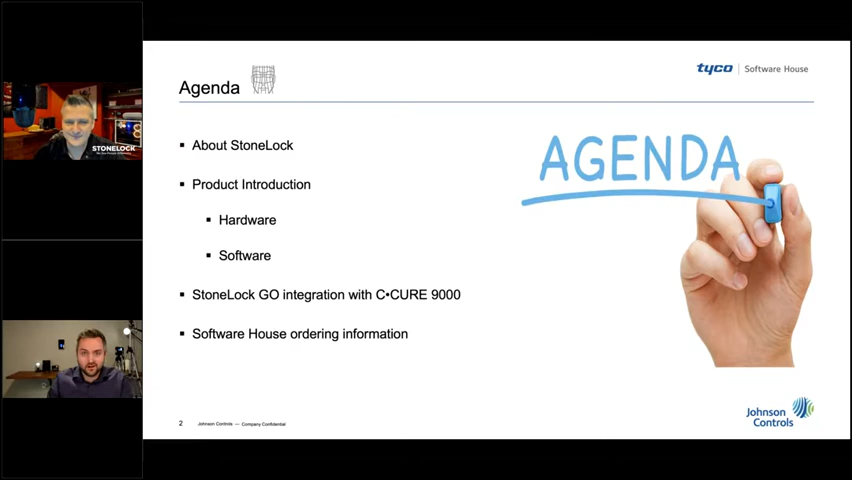 STONELOCK
Agenda
tyco | Software House
▪ About StoneLock
▪ Product Introduction
▪ Hardware
▪ Software
▪ StoneLock GO integration with C•CURE 9000
▪ Software House ordering information
AGENDA
2 Johnson Controls — Company Confidential
Johnson
Controls